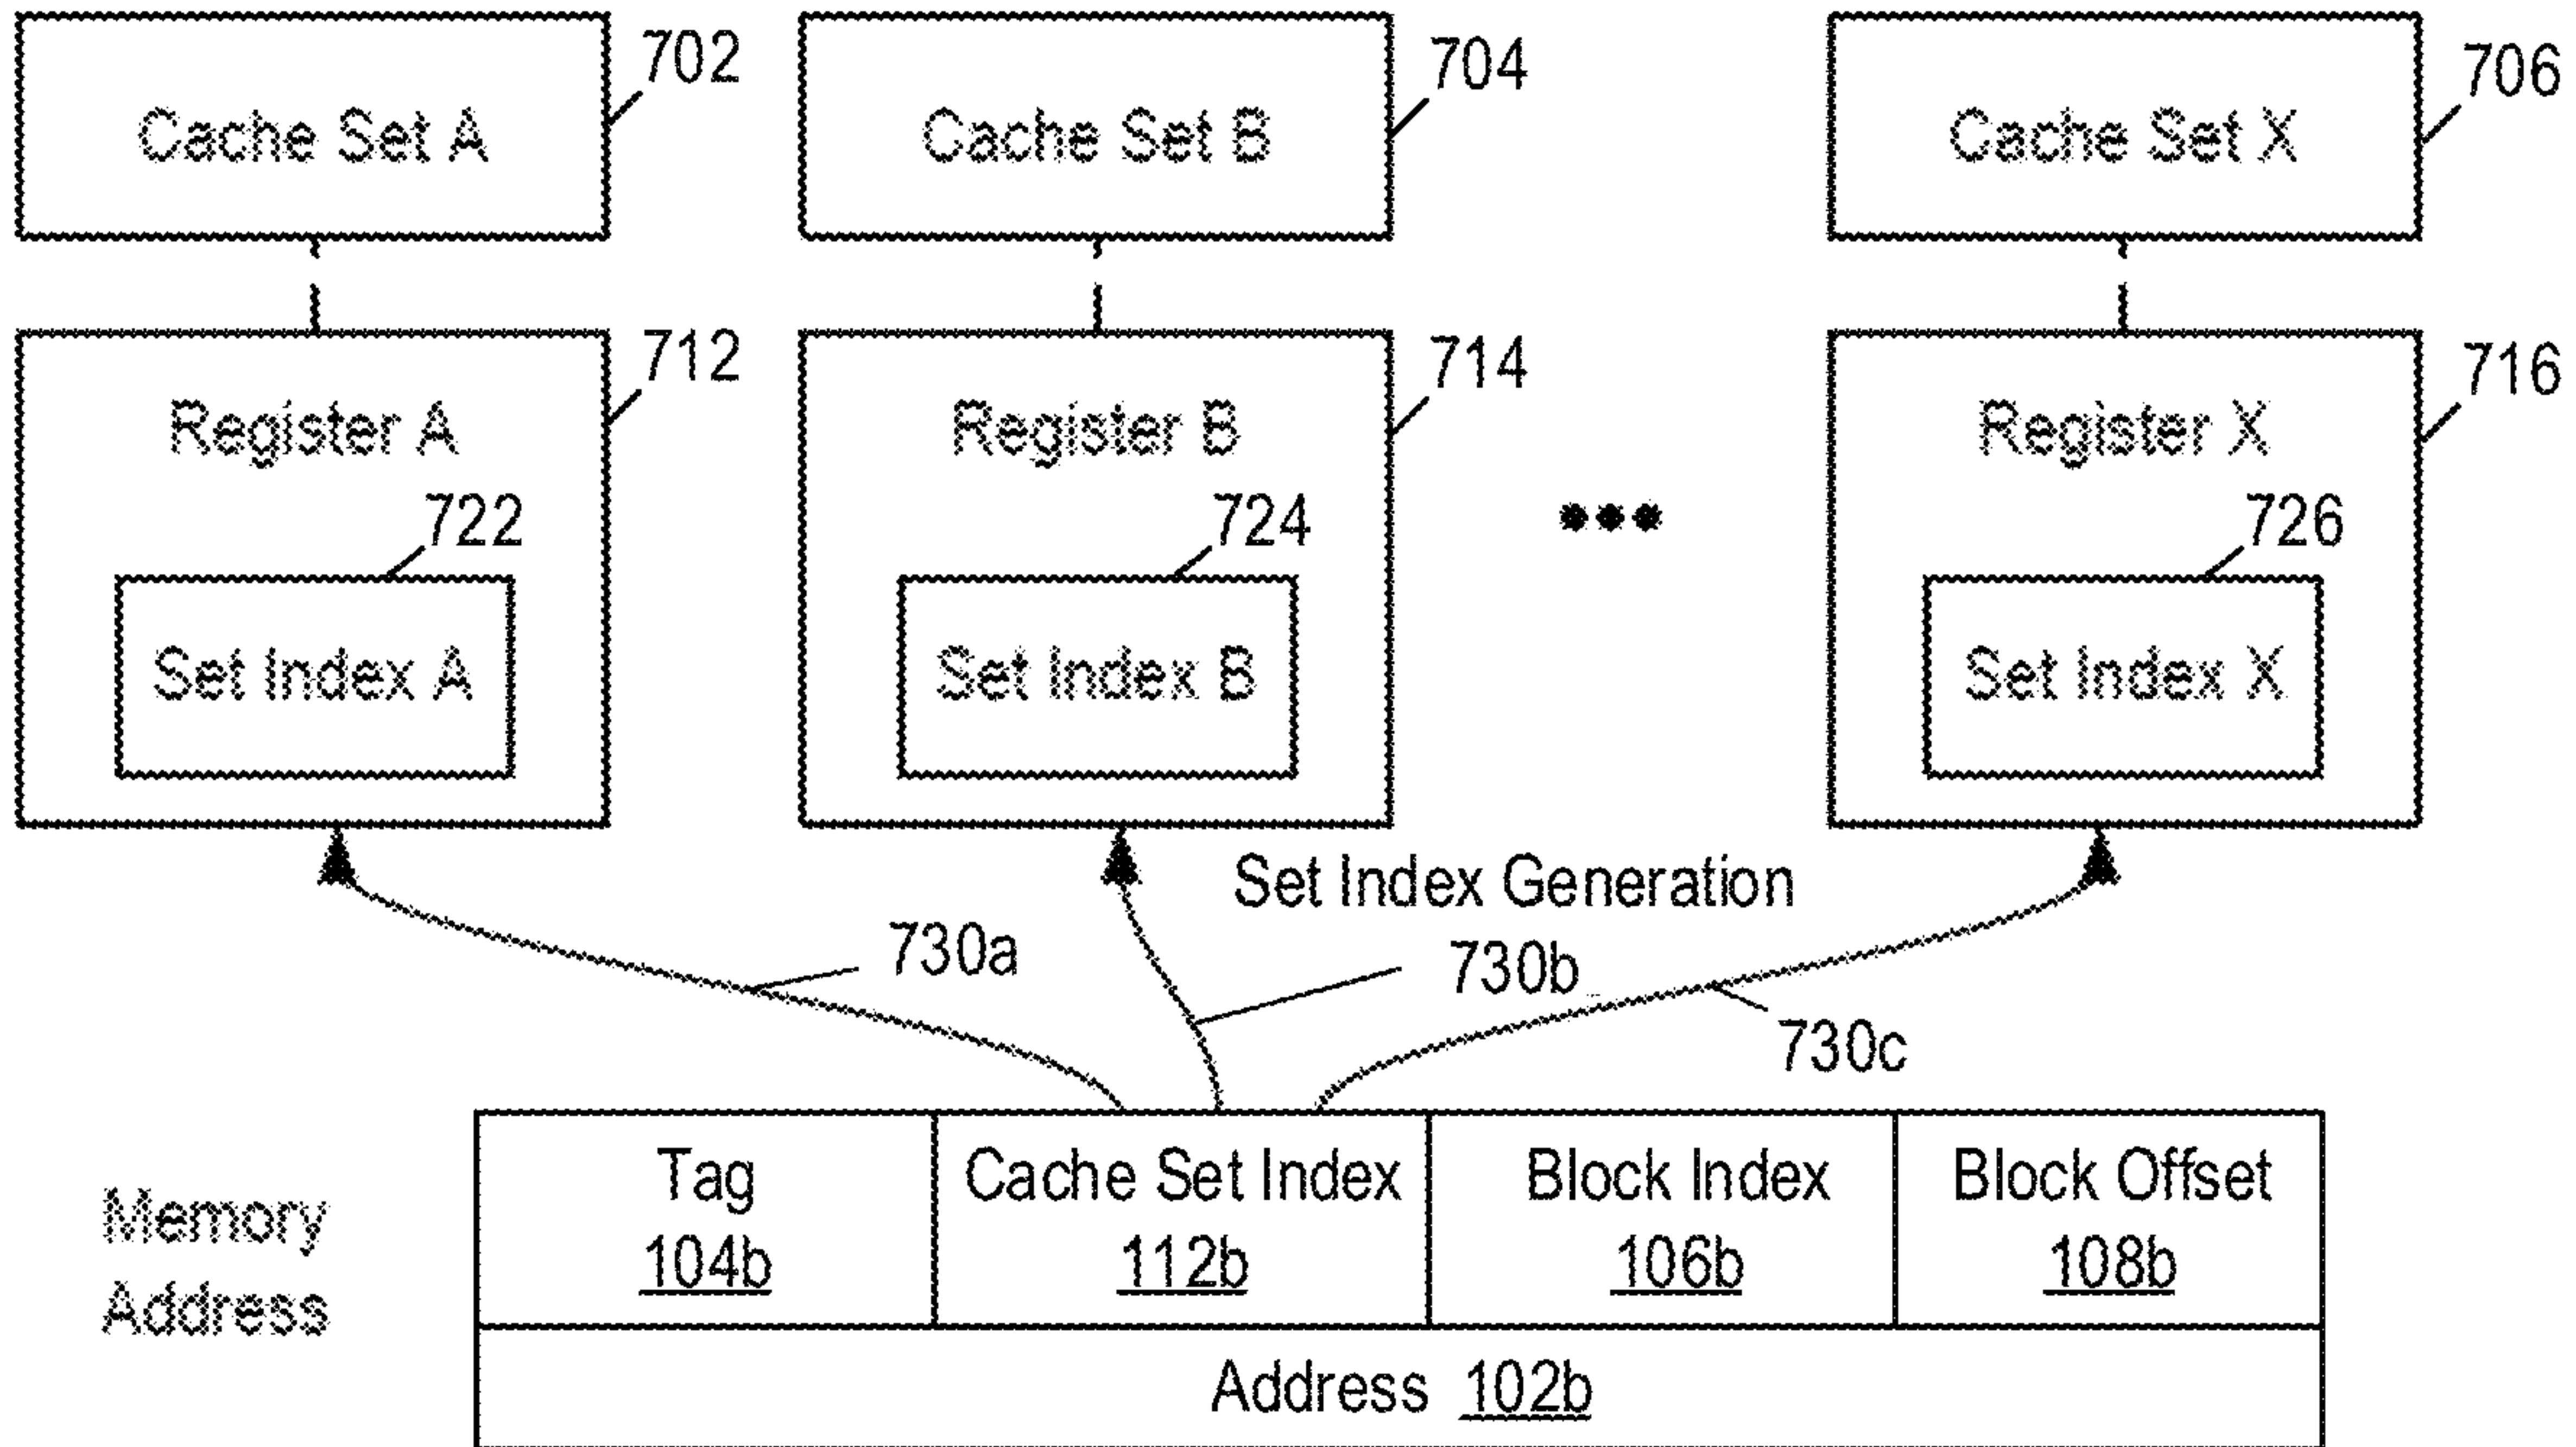 702
704
706
Cache Set A
Cache Set B
Cache Set X
712
714
716
Register A
Register B
Register X
722
724
726
Set Index A
Set Index B
Set Index X
Set Index Generation
730a
730b
730c
Memory
Address
Tag
104b
Cache Set Index
112b
Block Index
106b
Block Offset
108b
Address 102b